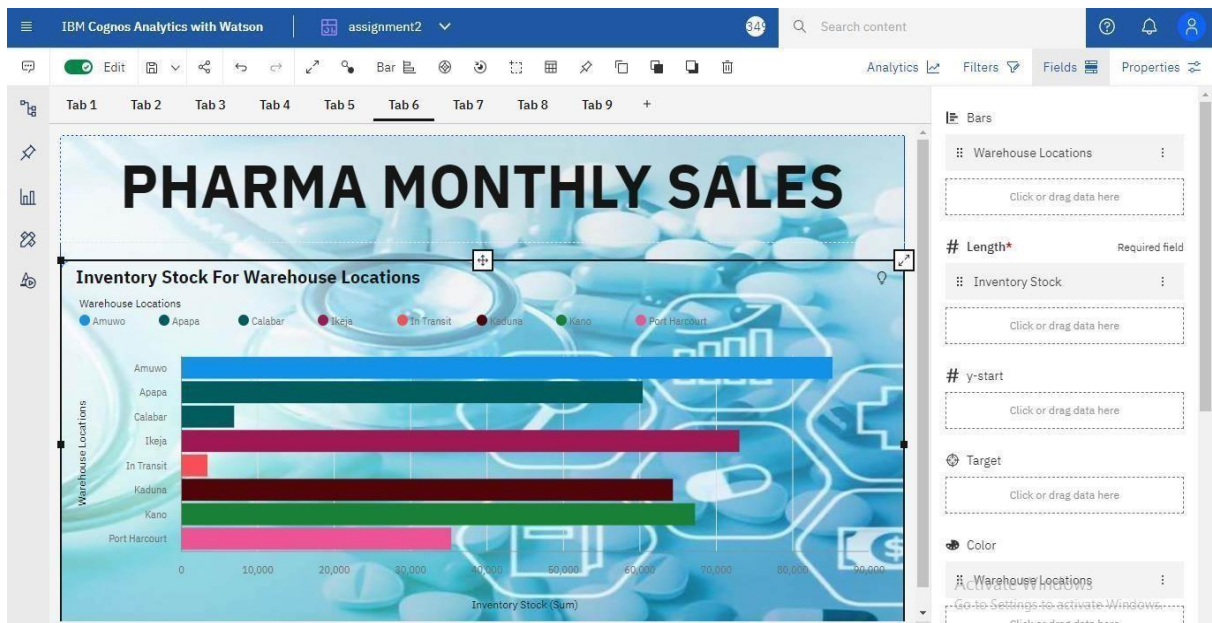 IBM Cognos Analytics with Watson assignment2 349 Search content
Edit Bar Analytics Filters Fields Properties
Tab 1 Tab 2 Tab 3 Tab 4 Tab 5 Tab 6 Tab 7 Tab 8 Tab 9 +
PHARMA MONTHLY SALES
Inventory Stock For Warehouse Locations
Warehouse Locations
Amuwo Apapa Calabar Ikeja In Transit Kaduna Kano Port Harcourt
Warehouse Locations
Amuwo
Apapa
Calabar
Ikeja
In Transit
Kaduna
Kano
Port Harcourt
0 10,000 20,000 30,000 40,000 50,000 60,000 70,000 80,000 90,000
Inventory Stock (Sum)
Bars
Warehouse Locations
Click or drag data here
# Length* Required field
Inventory Stock
Click or drag data here
# y-start
Click or drag data here
Target
Click or drag data here
Color
Warehouse Locations
Activate Windows
Go to Settings to activate Windows.
Click or drag data here